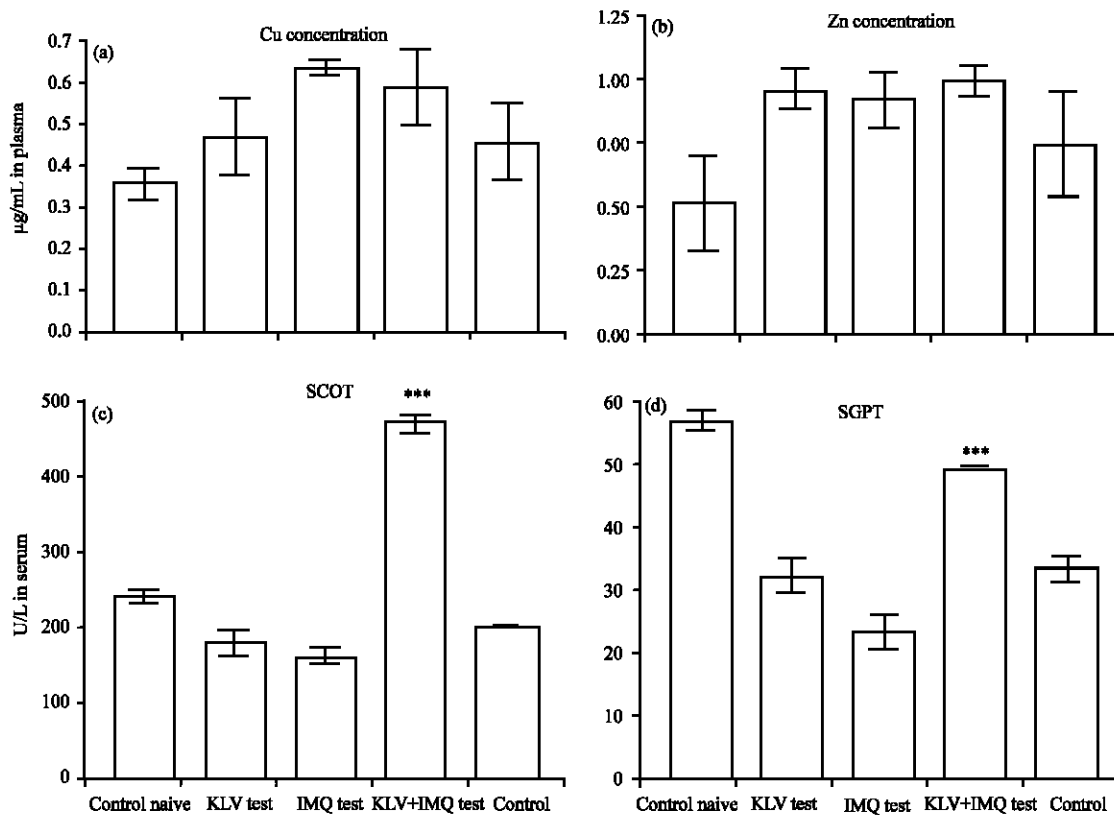 (a)
Cu concentration
0.7
0.6
0.5
0.4
0.3
0.2
0.1
0.0
µg/mL in plasma
(b)
Zn concentration
1.25
1.00
0.00
0.50
0.25
0.00
(c)
SCOT
***
500
400
300
200
100
0
U/L in serum
Control naive KLV test IMQ test KLV+IMQ test Control
(d)
SGPT
***
60
50
40
30
20
10
0
Control naive KLV test IMQ test KLV+IMQ test Control